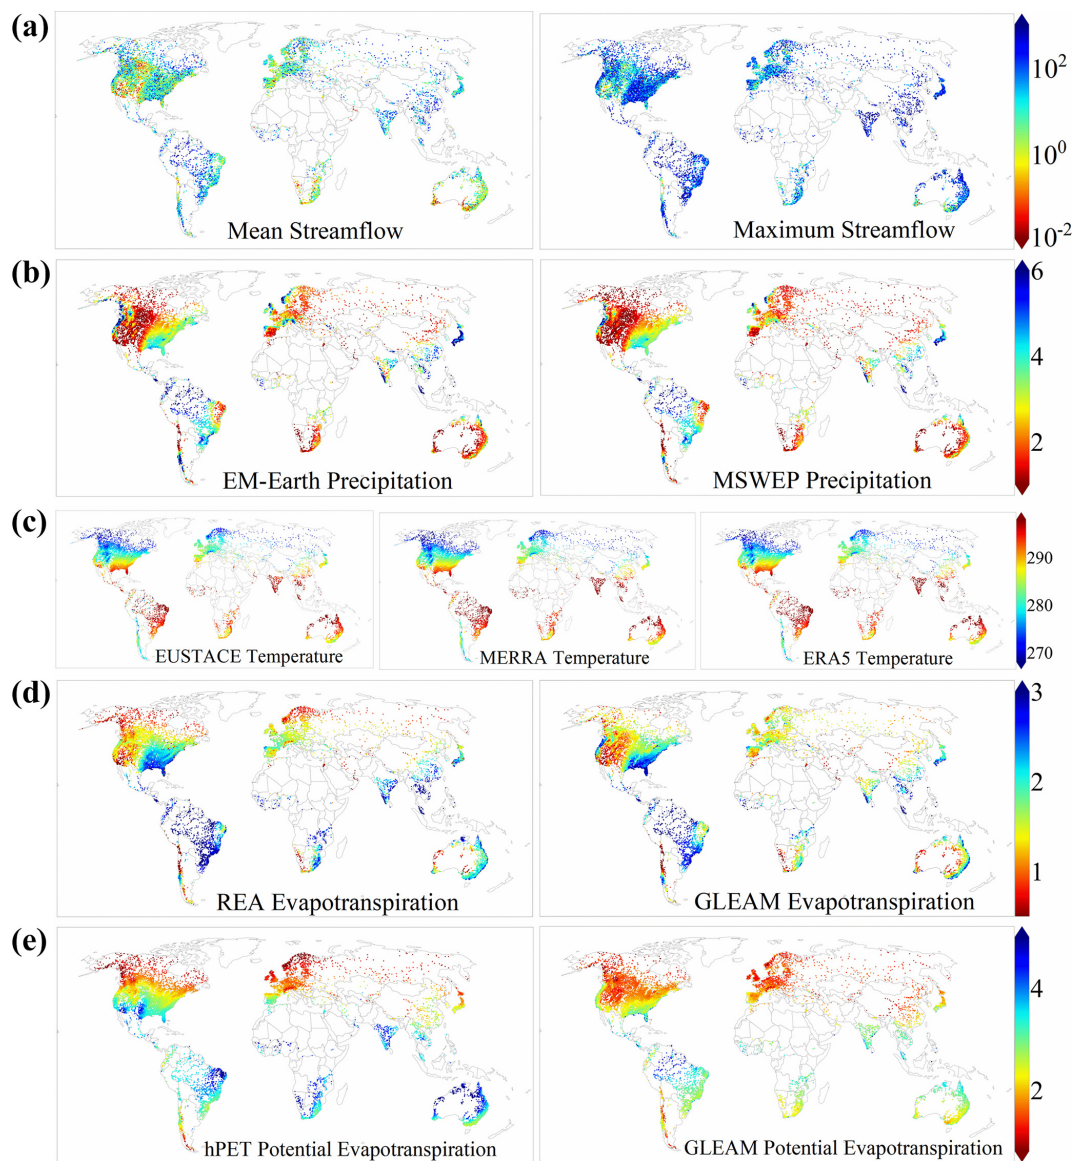 (a)
Mean Streamflow
Maximum Streamflow
10²
10⁰
10⁻²
(b)
EM-Earth Precipitation
MSWEP Precipitation
6
4
2
(c)
EUSTACE Temperature
MERRA Temperature
ERA5 Temperature
290
280
270
(d)
REA Evapotranspiration
GLEAM Evapotranspiration
3
2
1
(e)
hPET Potential Evapotranspiration
GLEAM Potential Evapotranspiration
4
2